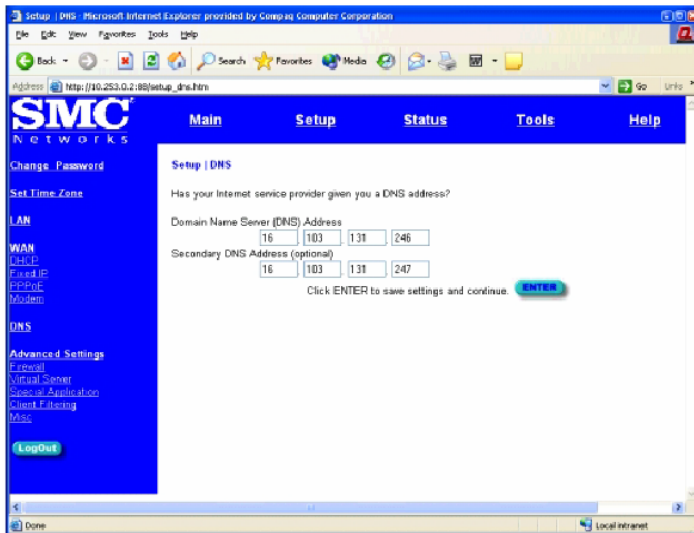 Setup | DNS - Microsoft Internet Explorer provided by Compaq Computer Corporation
File Edit View Favorites Tools Help
Back Search Favorites Media
Address http://10.253.0.2:88/setup_dns.htm Go Links
SMC
Networks
Main Setup Status Tools Help
Change Password
Set Time Zone
LAN
WAN
DHCP
Fixed IP
PPPoE
Modem
DNS
Advanced Settings
Firewall
Virtual Server
Special Application
Client Filtering
Misc
LogOut
Setup | DNS
Has your Internet service provider given you a DNS address?
Domain Name Server (DNS) Address
16 . 103 . 131 . 246
Secondary DNS Address (optional)
16 . 103 . 131 . 247
Click ENTER to save settings and continue. ENTER
Done Local intranet